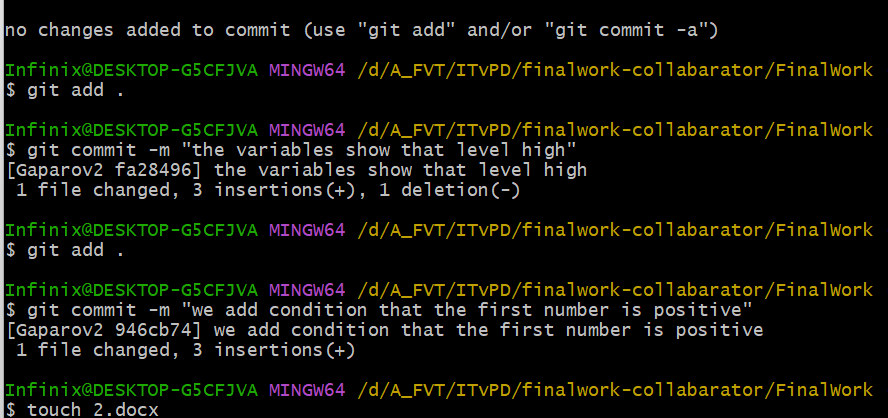 no changes added to commit (use "git add" and/or "git commit -a")
Infinix@DESKTOP-G5CFJVA MINGW64 /d/A_FVT/ITvPD/finalwork-collabarator/FinalWork
$ git add .
Infinix@DESKTOP-G5CFJVA MINGW64 /d/A_FVT/ITvPD/finalwork-collabarator/FinalWork
$ git commit -m "the variables show that level high"
[Gaparov2 fa28496] the variables show that level high
 1 file changed, 3 insertions(+), 1 deletion(-)
Infinix@DESKTOP-G5CFJVA MINGW64 /d/A_FVT/ITvPD/finalwork-collabarator/FinalWork
$ git add .
Infinix@DESKTOP-G5CFJVA MINGW64 /d/A_FVT/ITvPD/finalwork-collabarator/FinalWork
$ git commit -m "we add condition that the first number is positive"
[Gaparov2 946cb74] we add condition that the first number is positive
 1 file changed, 3 insertions(+)
Infinix@DESKTOP-G5CFJVA MINGW64 /d/A_FVT/ITvPD/finalwork-collabarator/FinalWork
$ touch 2.docx